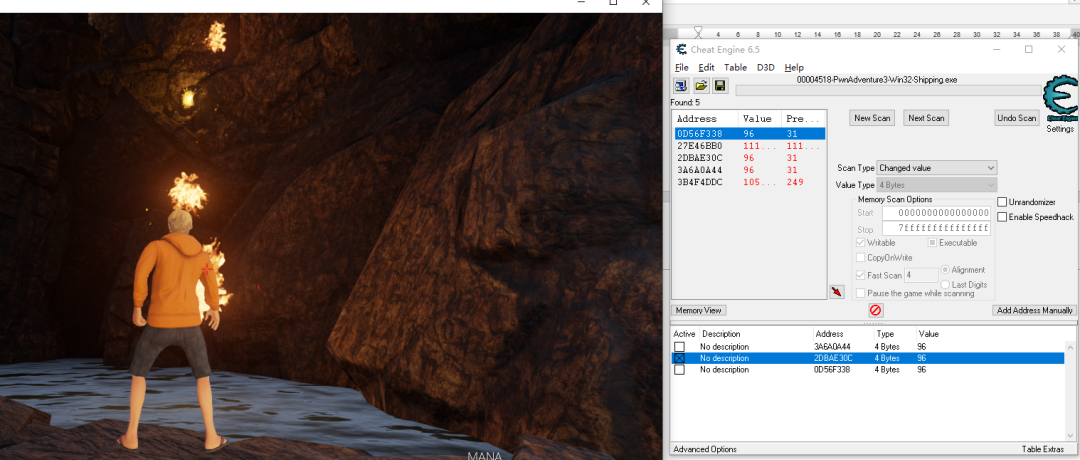 MANA
4 6 8 10 12 14 16 18 20 22 24 26 28 30 32 34 36 38 40
Cheat Engine 6.5
File Edit Table D3D Help
00004518-PwnAdventure3-Win32-Shipping.exe
Found: 5
Address Value Pre...
0D56F338 96 31
27E46BB0 111... 111...
2DBAE30C 96 31
3A6A0A44 96 31
3B4F4DDC 105... 249
New Scan Next Scan Undo Scan
Settings
Scan Type Changed value
Value Type 4 Bytes
Memory Scan Options
Start 0000000000000000
Stop 7fffffffffffffff
Writable Executable
CopyOnWrite
Fast Scan 4 Alignment
Last Digits
Pause the game while scanning
Unrandomizer
Enable Speedhack
Memory View Add Address Manually
Active Description Address Type Value
No description 3A6A0A44 4 Bytes 96
No description 2DBAE30C 4 Bytes 96
No description 0D56F338 4 Bytes 96
Advanced Options Table Extras